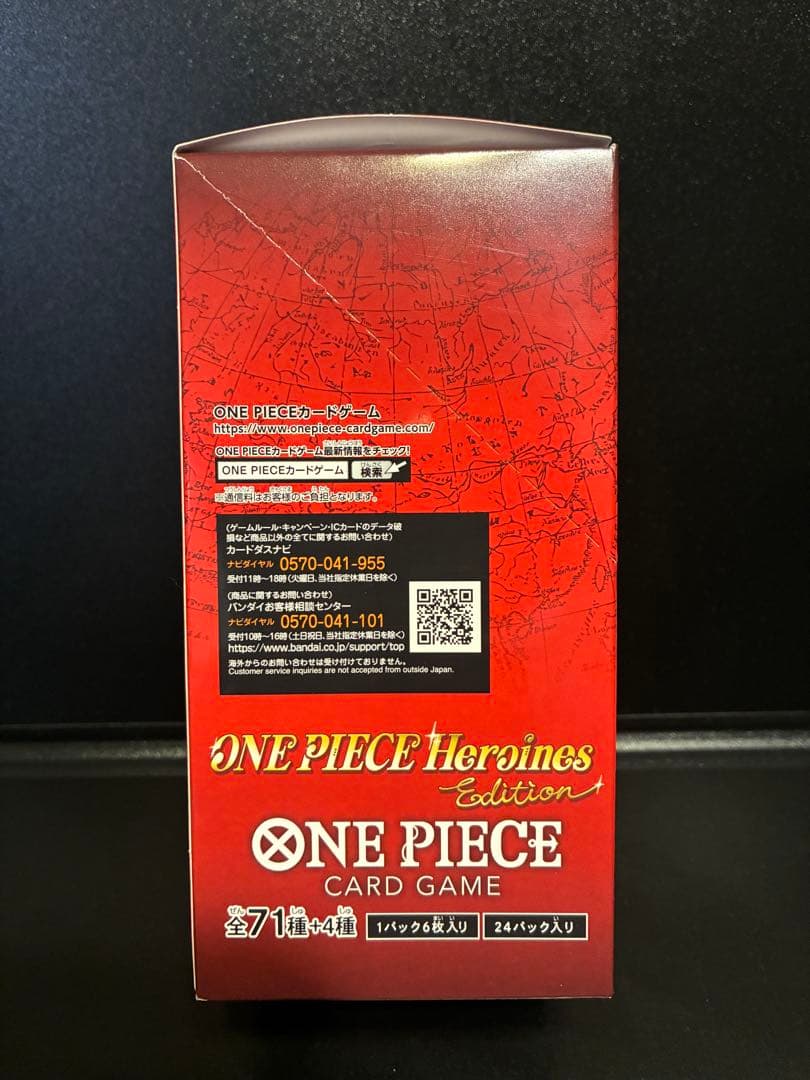 ONE PIECEカードゲーム
https://www.onepiece-cardgame.com/
ONE PIECEカードゲーム最新情報をチェック!
ONE PIECEカードゲーム 検索
※通信料はお客様のご負担となります。
(ゲームルール・キャンペーン・ICカードのデータ破
損など商品以外の全てに関するお問い合わせ)
カードダスナビ
ナビダイヤル 0570-041-955
受付11時~18時(火曜日、当社指定休業日を除く)
(商品に関するお問い合わせ)
バンダイお客様相談センター
ナビダイヤル 0570-041-101
受付10時~16時(土日祝日、当社指定休業日を除く)
https://www.bandai.co.jp/support/top
海外からのお問い合わせは受け付けておりません。
Customer service inquiries are not accepted from outside Japan.
ONE PIECE Heroines
Edition
ONE PIECE
CARD GAME
全71種+4種 1パック6枚入り 24パック入り